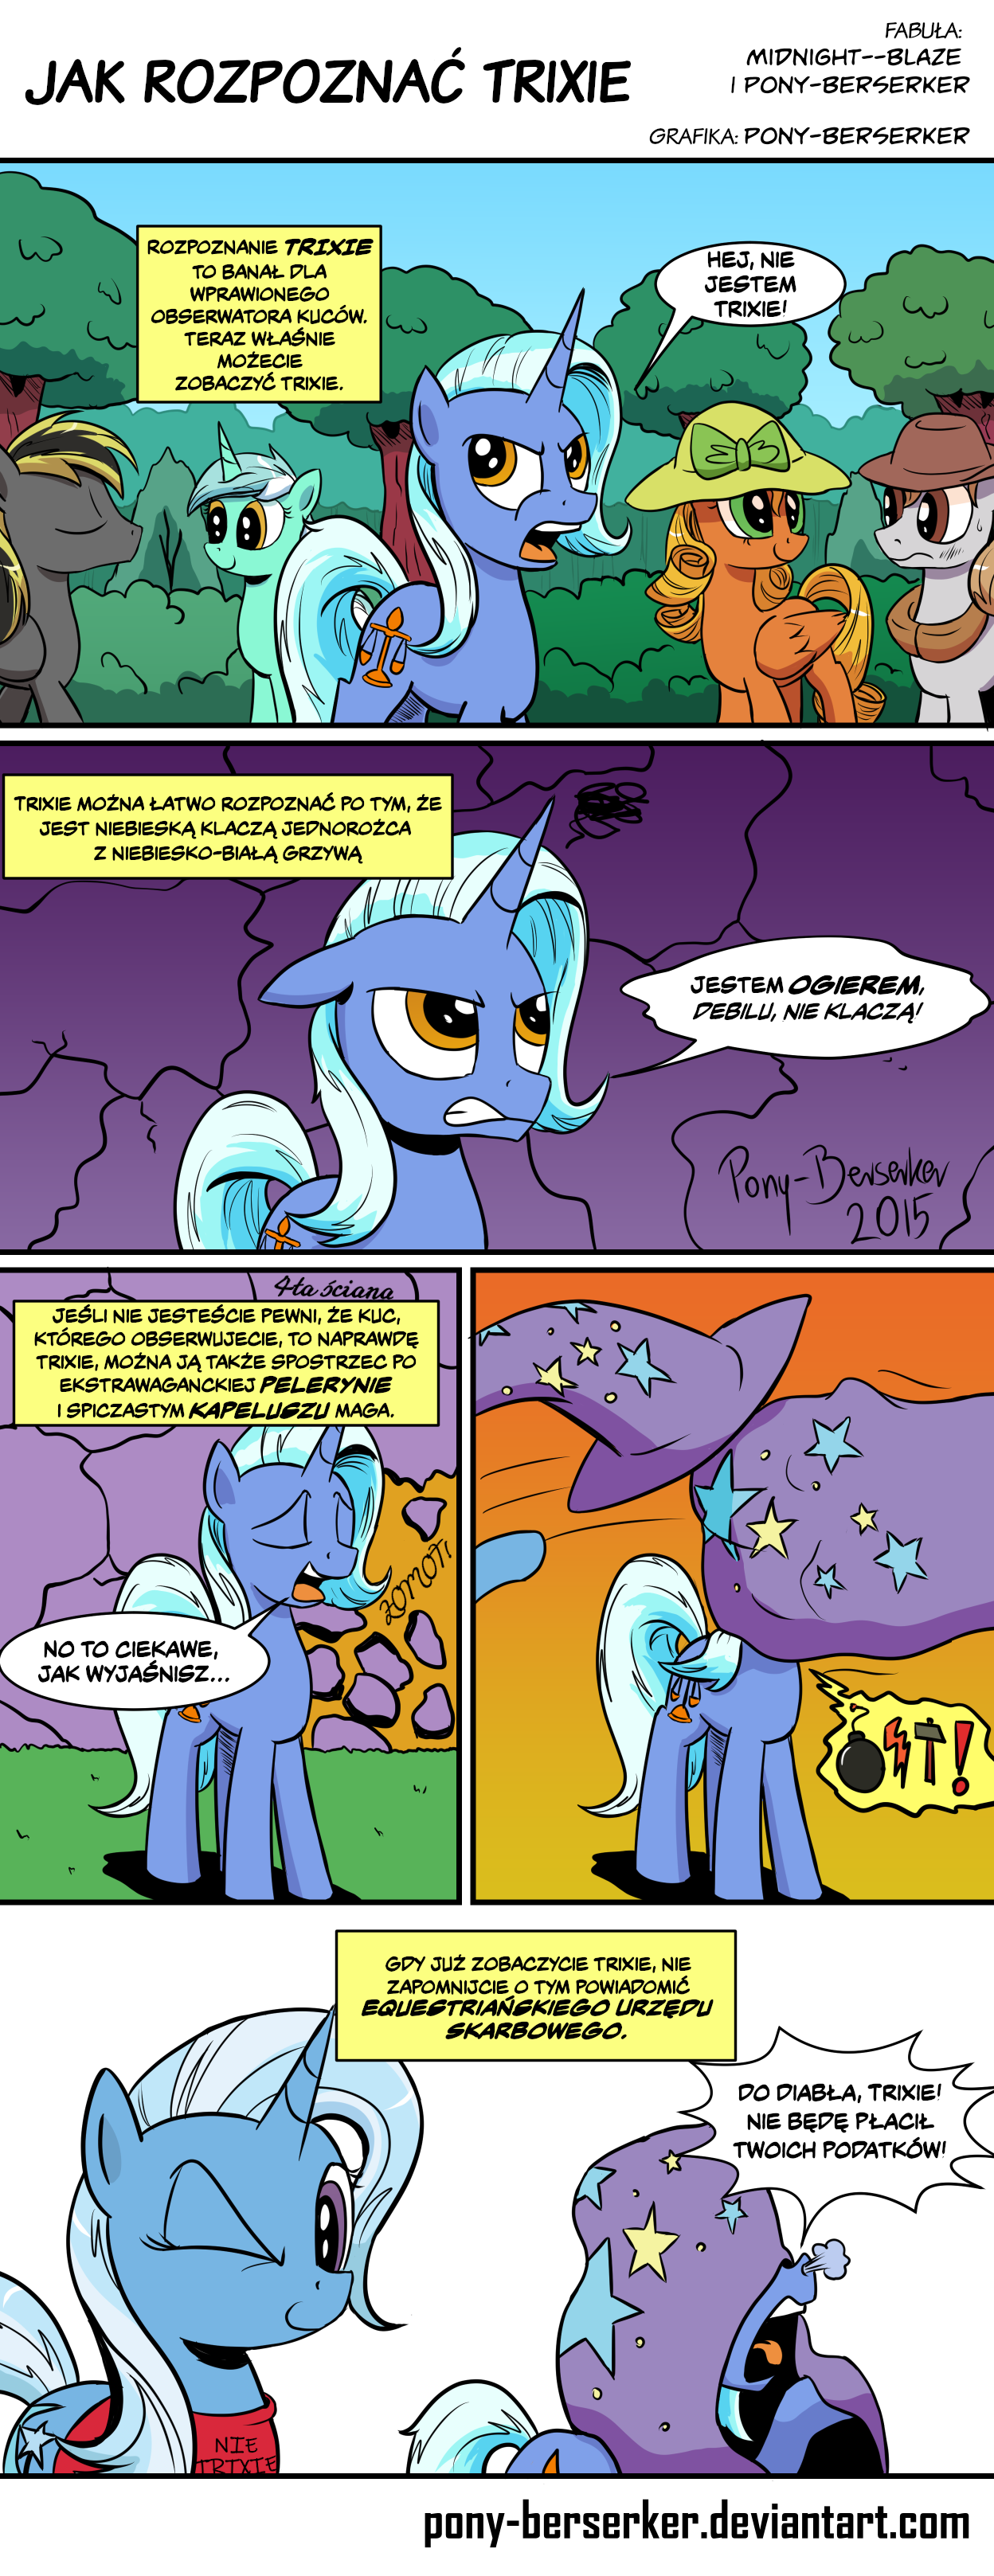 JAK ROZPOZNAĆ TRIXIE
FABUŁA:
MIDNIGHT--BLAZE
I PONY-BERSERKER
GRAFIKA: PONY-BERSERKER
ROZPOZNANIE TRIXIE
TO BANAŁ DLA
WPRAWIONEGO
OBSERWATORA KUCÓW.
TERAZ WŁAŚNIE
MOŻECIE
ZOBACZYĆ TRIXIE.
HEJ, NIE
JESTEM
TRIXIE!
TRIXIE MOŻNA ŁATWO ROZPOZNAĆ PO TYM, ŻE
JEST NIEBIESKĄ KLACZĄ JEDNOROŻCA
Z NIEBIESKO-BIAŁĄ GRZYWĄ
JESTEM OGIEREM,
DEBILU, NIE KLACZĄ!
Pony-Berserker
2015
4ta ściana
JEŚLI NIE JESTEŚCIE PEWNI, ŻE KUC,
KTÓREGO OBSERWUJECIE, TO NAPRAWDĘ
TRIXIE, MOŻNA JĄ TAKŻE SPOSTRZEC PO
EKSTRAWAGANCKIEJ PELERYNIE
I SPICZASTYM KAPELUSZU MAGA.
ŁOMOT!
NO TO CIEKAWE,
JAK WYJAŚNISZ...
GDY JUŻ ZOBACZYCIE TRIXIE, NIE
ZAPOMNIJCIE O TYM POWIADOMIĆ
EQUESTRIAŃSKIEGO URZĘDU
SKARBOWEGO.
DO DIABŁA, TRIXIE!
NIE BĘDĘ PŁACIŁ
TWOICH PODATKÓW!
NIE
TRIXIE
pony-berserker.deviantart.com